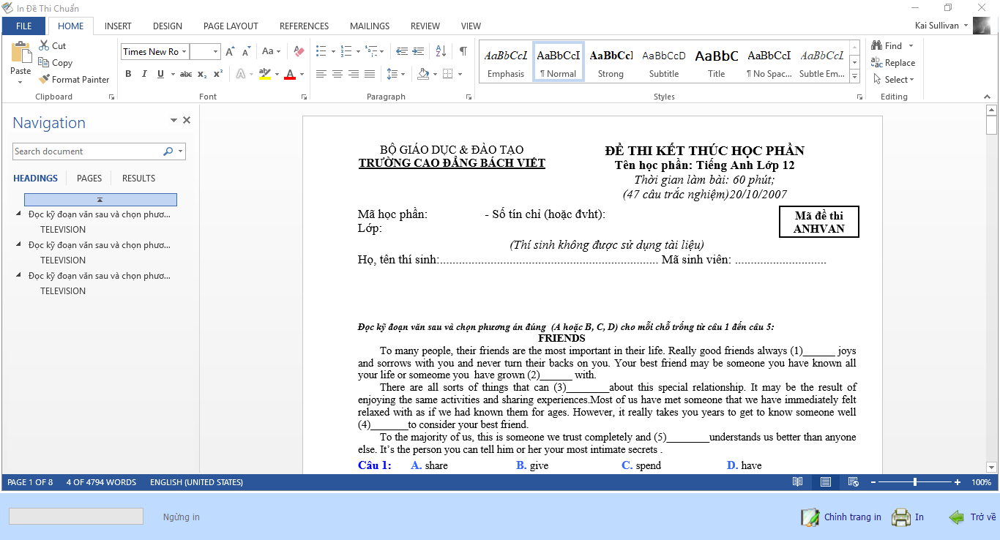 In Đề Thi Chuẩn
FILE HOME INSERT DESIGN PAGE LAYOUT REFERENCES MAILINGS REVIEW VIEW Kai Sullivan
Paste
Cut
Copy
Format Painter
Clipboard
Times New Ro
Aa
B I U abc x₂ x² A ab A
Font
Paragraph
AaBbCcI AaBbCcI AaBbCcI AaBbCcD AaBbC AaBbCcI AaBbCcI
Emphasis ¶ Normal Strong Subtitle Title ¶ No Spac... Subtle Em...
Styles
Find
Replace
Select
Editing
Navigation
Search document
HEADINGS PAGES RESULTS
Đọc kỹ đoạn văn sau và chọn phươ...
TELEVISION
Đọc kỹ đoạn văn sau và chọn phươ...
TELEVISION
Đọc kỹ đoạn văn sau và chọn phươ...
TELEVISION
BỘ GIÁO DỤC & ĐÀO TẠO
TRƯỜNG CAO ĐẲNG BÁCH VIỆT
ĐỀ THI KẾT THÚC HỌC PHẦN
Tên học phần: Tiếng Anh Lớp 12
Thời gian làm bài: 60 phút;
(47 câu trắc nghiệm)20/10/2007
Mã học phần: - Số tín chỉ (hoặc đvht):
Lớp:
Mã đề thi
ANHVAN
(Thí sinh không được sử dụng tài liệu)
Họ, tên thí sinh:.......................................................................... Mã sinh viên: ...............................
Đọc kỹ đoạn văn sau và chọn phương án đúng (A hoặc B, C, D) cho mỗi chỗ trống từ câu 1 đến câu 5:
FRIENDS
To many people, their friends are the most important in their life. Really good friends always (1)______ joys
and sorrows with you and never turn their backs on you. Your best friend may be someone you have known all
your life or someome you have grown (2)______ with.
There are all sorts of things that can (3)________about this special relationship. It may be the result of
enjoying the same activities and sharing experiences.Most of us have met someone that we have immediately felt
relaxed with as if we had known them for ages. However, it really takes you years to get to know someone well
(4)_______to consider your best friend.
To the majority of us, this is someone we trust completely and (5)________understands us better than anyone
else. It’s the person you can tell him or her your most intimate secrets .
Câu 1: A. share B. give C. spend D. have
PAGE 1 OF 8 4 OF 4794 WORDS ENGLISH (UNITED STATES) 100%
Ngừng in Chỉnh trang in In Trở về